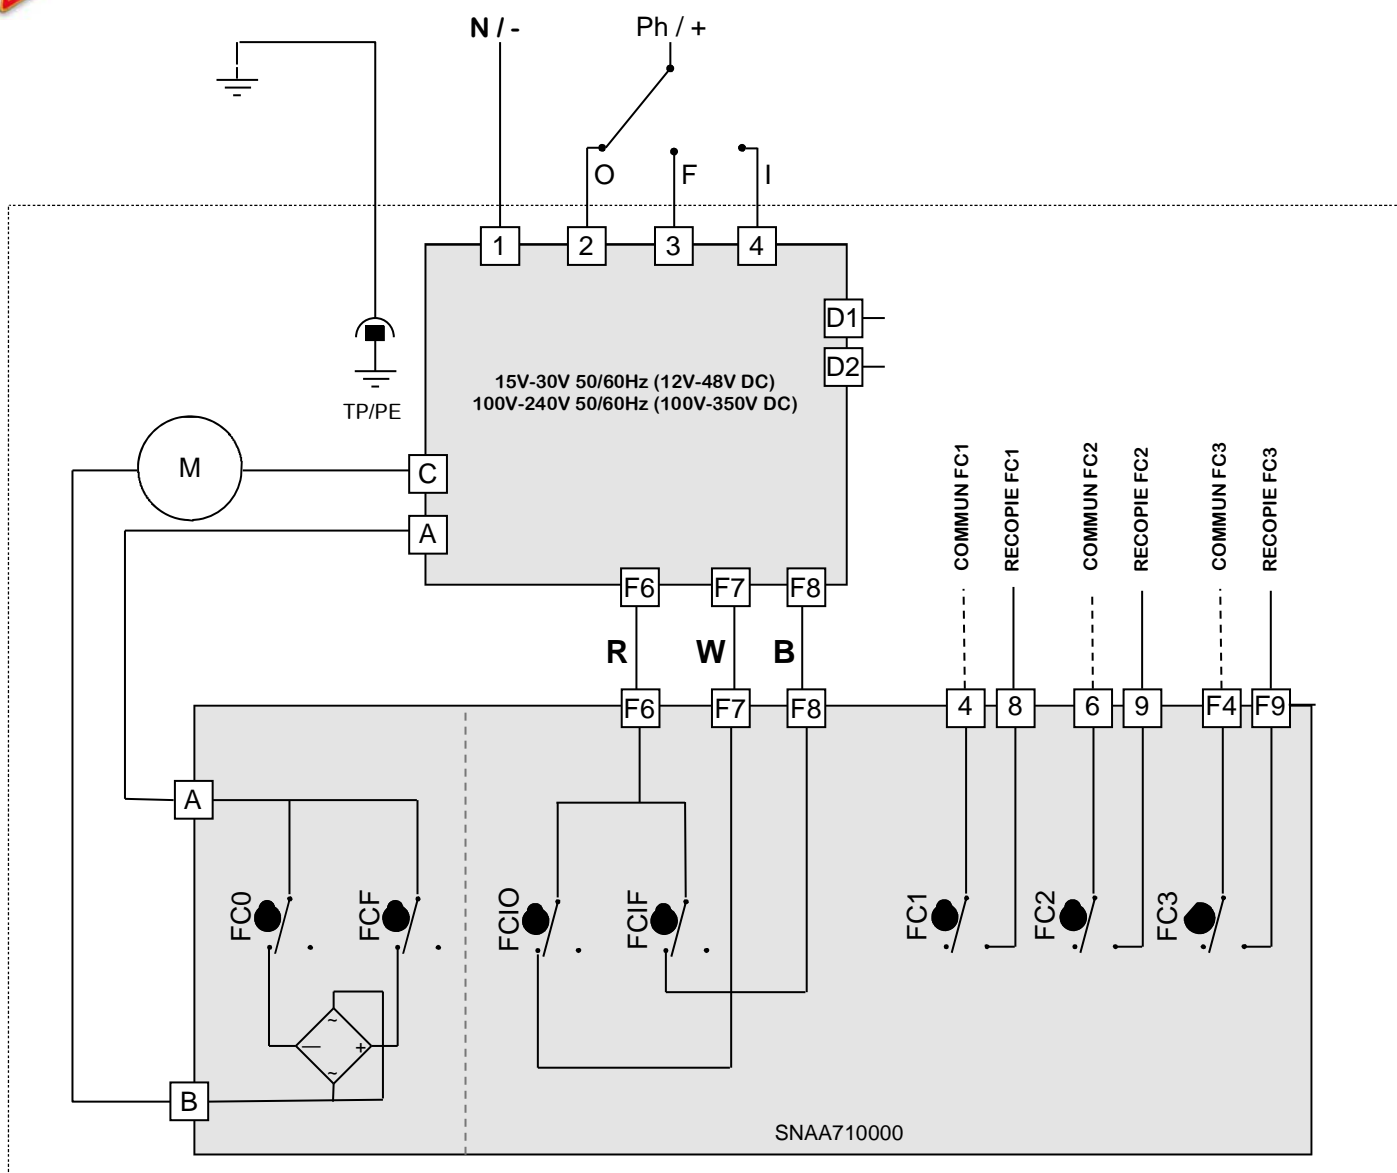 N / -
Ph / +
O
F
I
1
2
3
4
D1
D2
15V-30V 50/60Hz (12V-48V DC)
100V-240V 50/60Hz (100V-350V DC)
TP/PE
M
C
A
COMMUN FC1
RECOPIE FC1
COMMUN FC2
RECOPIE FC2
COMMUN FC3
RECOPIE FC3
F6
F7
F8
R
W
B
F6
F7
F8
4
8
6
9
F4
F9
A
FC0
FCF
FCIO
FCIF
FC1
FC2
FC3
~
—
+
~
B
SNAA710000